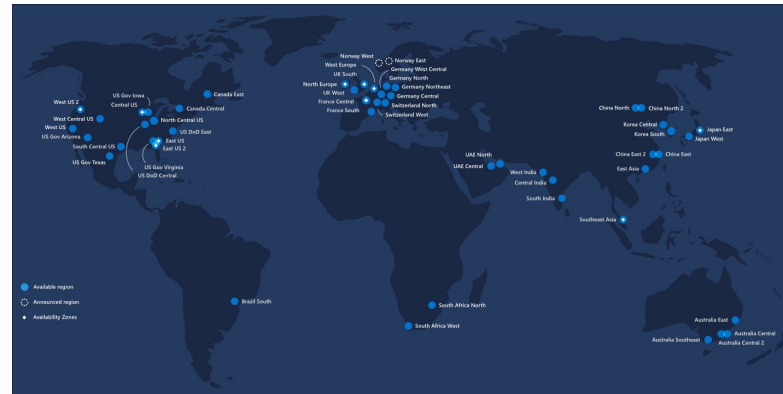 Norway West
Norway East
West Europe
Germany West Central
UK South
Germany North
North Europe
Germany Northeast
UK West
Germany Central
France Central
Switzerland North
France South
Switzerland West
Canada East
US Gov Iowa
West US 2
Central US
Canada Central
West Central US
North Central US
West US
US DoD East
US Gov Arizona
East US
South Central US
East US 2
US Gov Texas
US Gov Virginia
US DoD Central
China North
China North 2
Korea Central
Japan East
Korea South
Japan West
UAE North
China East 2
China East
UAE Central
West India
East Asia
Central India
South India
Southeast Asia
Available region
Announced region
Availability Zones
Brazil South
South Africa North
South Africa West
Australia East
Australia Central
Australia Southeast
Australia Central 2